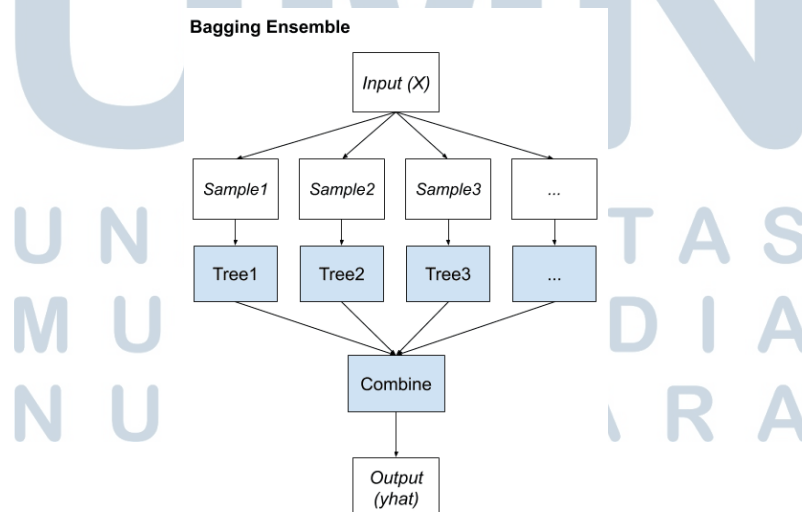 Bagging Ensemble
Input (X)
Sample1 Sample2 Sample3 ...
Tree1 Tree2 Tree3 ...
Combine
Output
(yhat)
U N T A S
M U D I A
N U R A